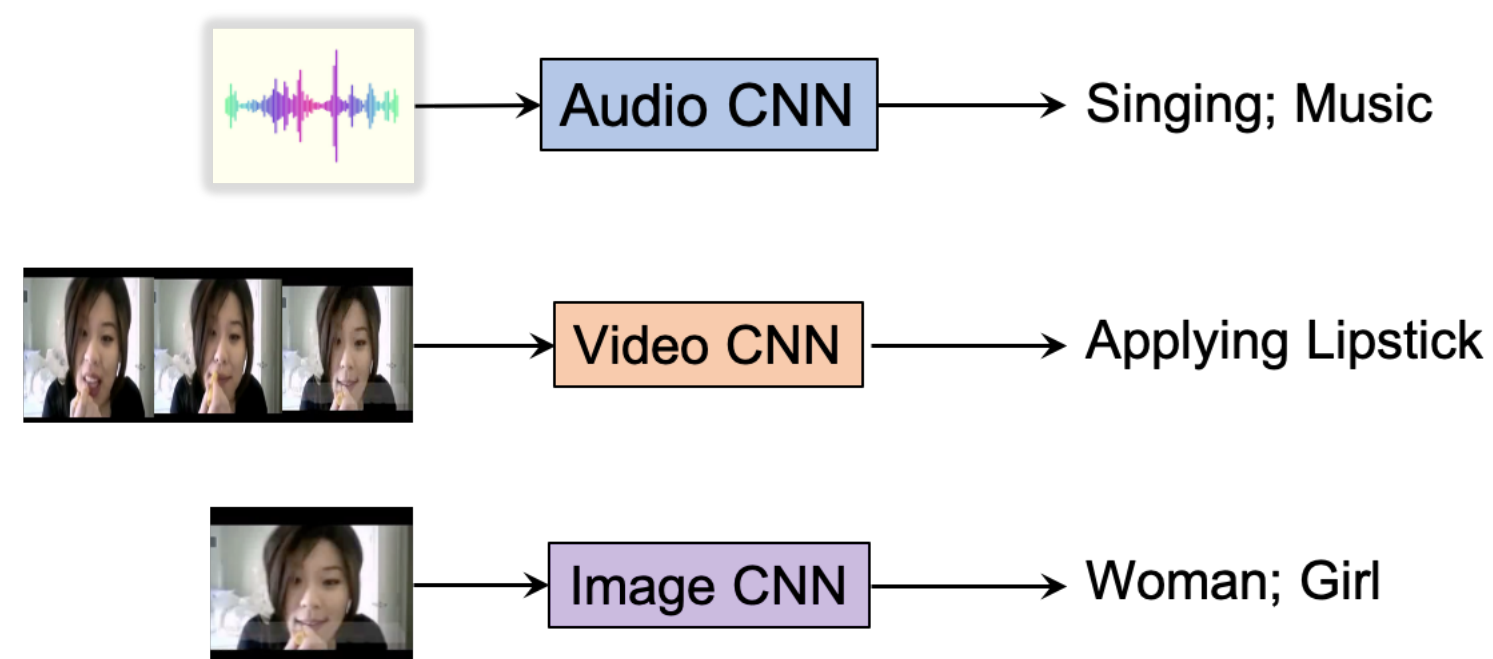 Audio CNN
Singing; Music
Video CNN
Applying Lipstick
Image CNN
Woman; Girl